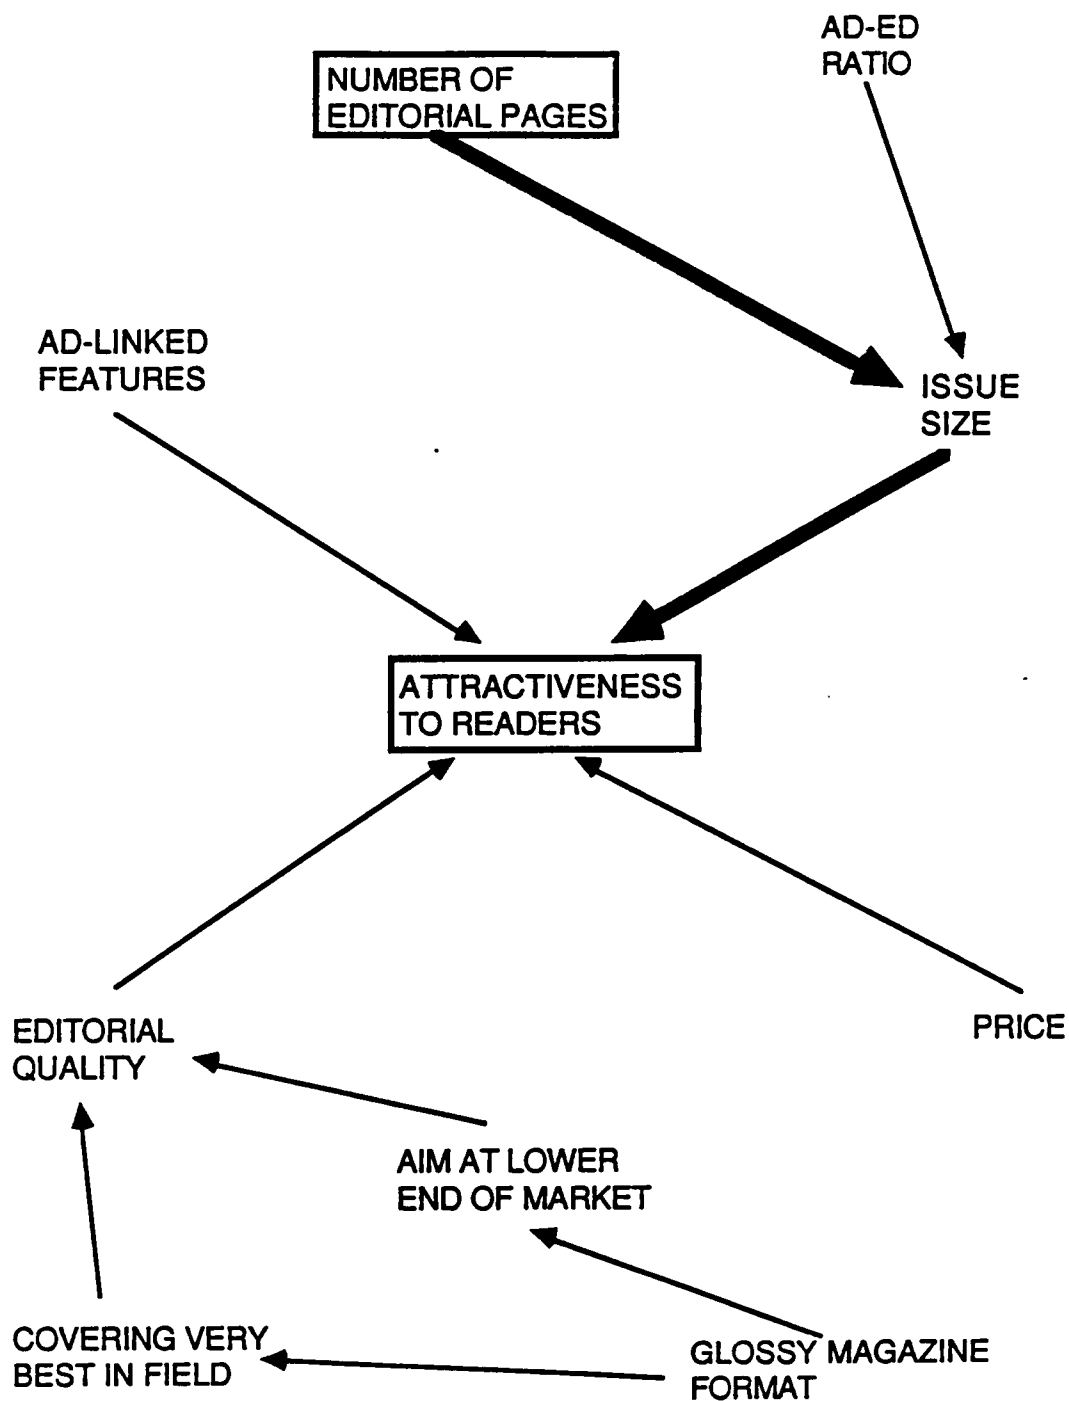 AD-ED
RATIO
NUMBER OF
EDITORIAL PAGES
AD-LINKED
FEATURES
ISSUE
SIZE
ATTRACTIVENESS
TO READERS
EDITORIAL
QUALITY
PRICE
AIM AT LOWER
END OF MARKET
COVERING VERY
BEST IN FIELD
GLOSSY MAGAZINE
FORMAT